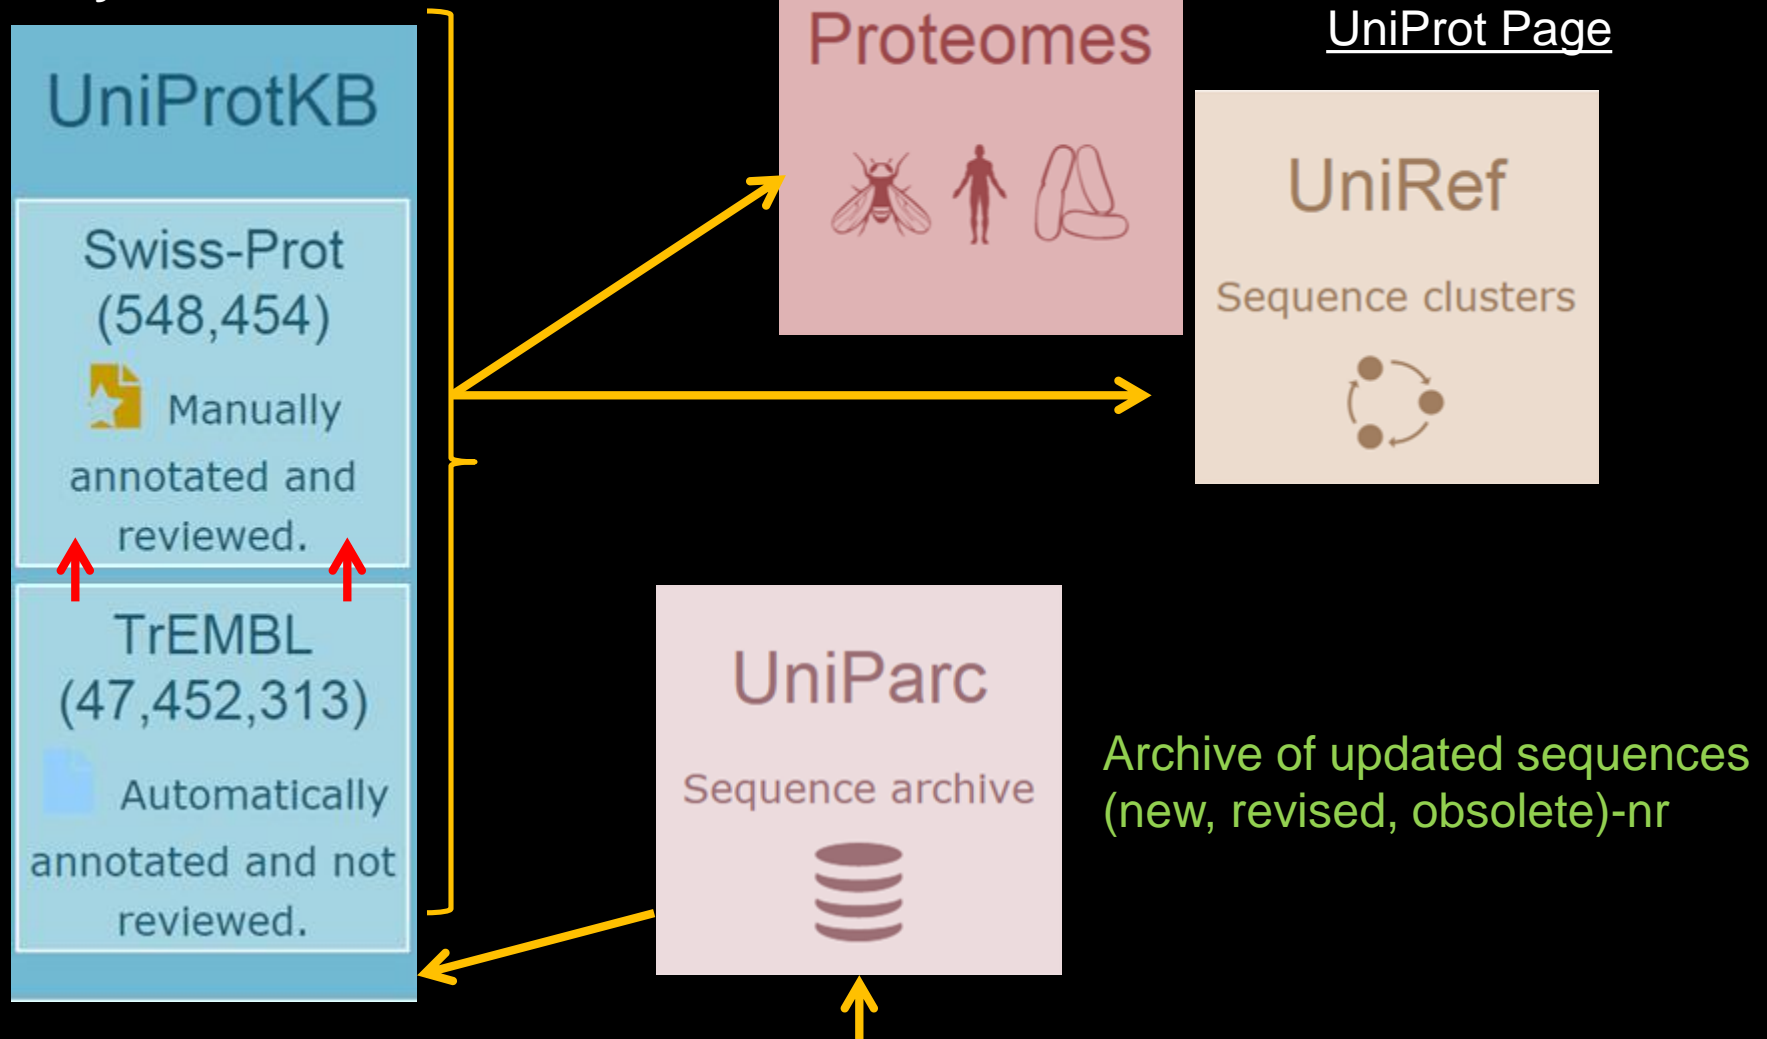 UniProtKB
Swiss-Prot
(548,454)
Manually
annotated and
reviewed.
TrEMBL
(47,452,313)
Automatically
annotated and not
reviewed.
Proteomes
UniProt Page
UniRef
Sequence clusters
UniParc
Sequence archive
Archive of updated sequences
(new, revised, obsolete)-nr